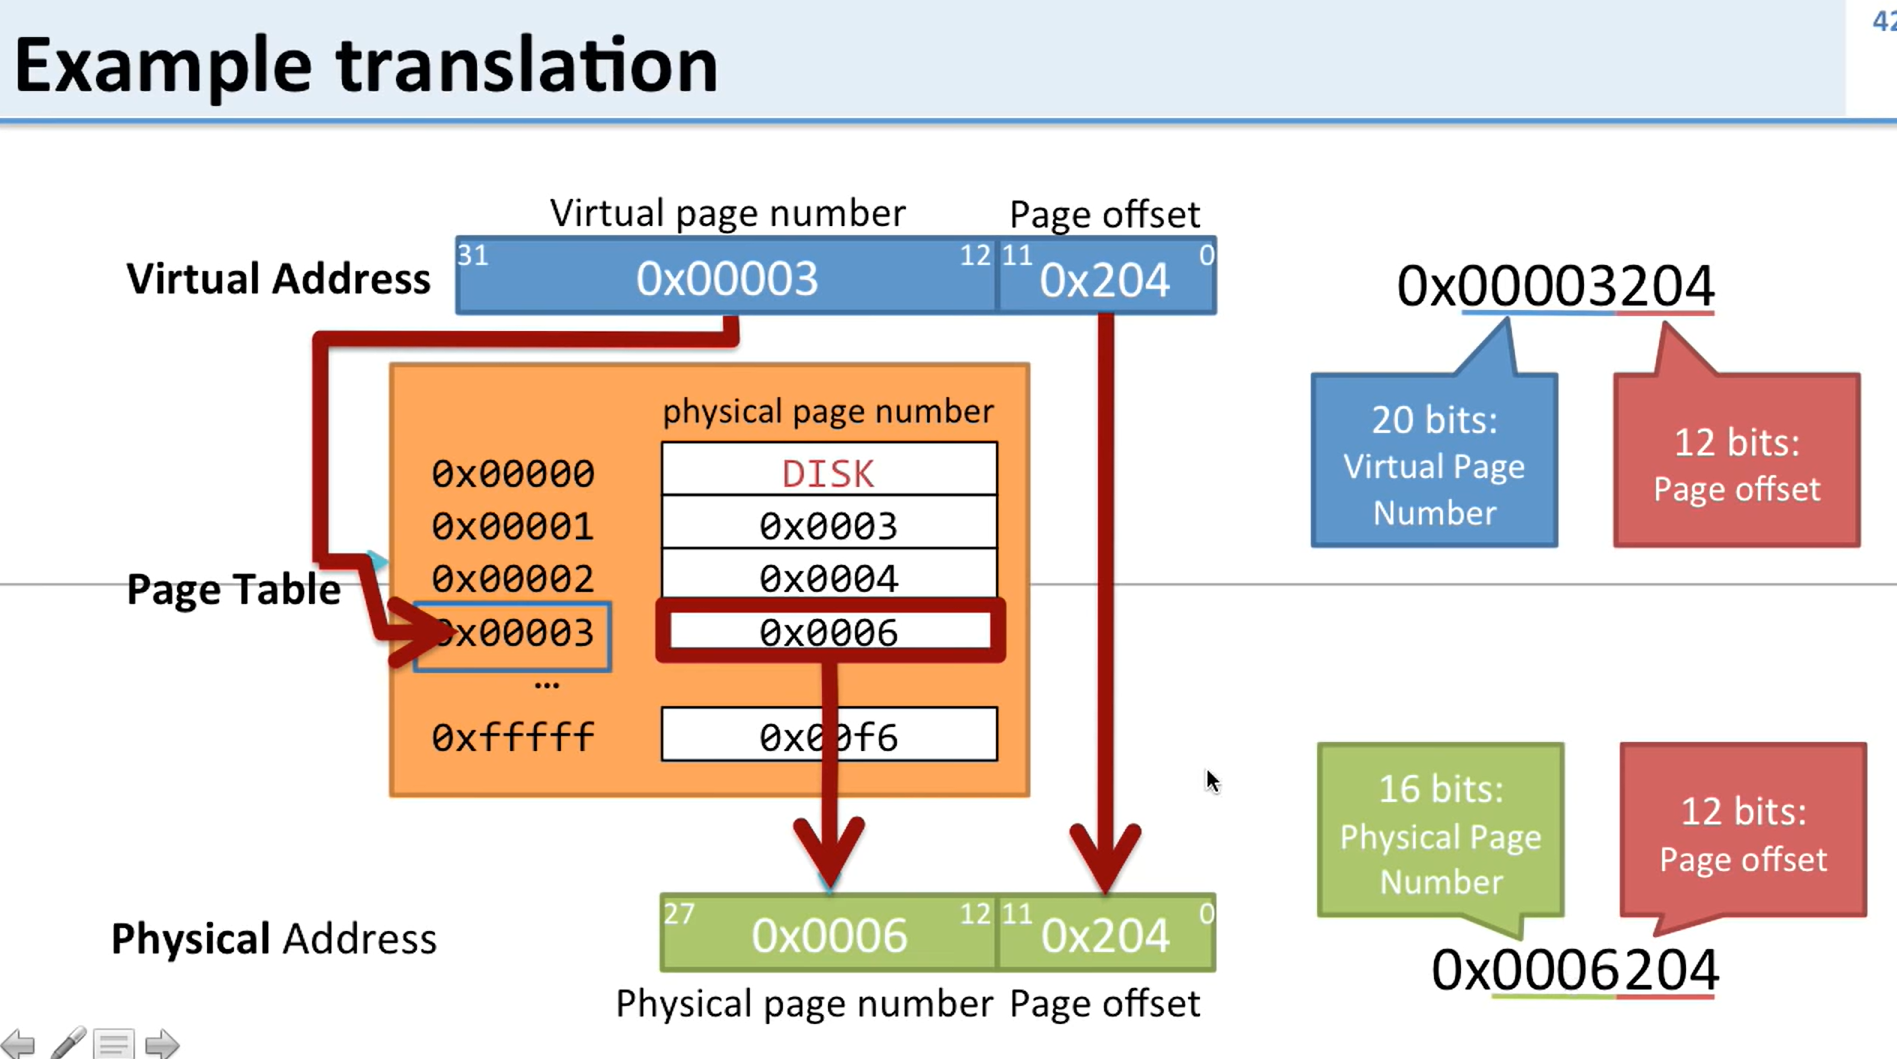 42
Example translation
Virtual page number
Page offset
Virtual Address
31
0x00003
12
11
0x204
0
0x00003204
20 bits:
Virtual Page
Number
12 bits:
Page offset
physical page number
0x00000
DISK
0x00001
0x0003
0x00002
0x0004
Page Table
0x00003
0x0006
...
0xfffff
0x00f6
16 bits:
Physical Page
Number
12 bits:
Page offset
Physical Address
27
0x0006
12
11
0x204
0
0x0006204
Physical page number
Page offset